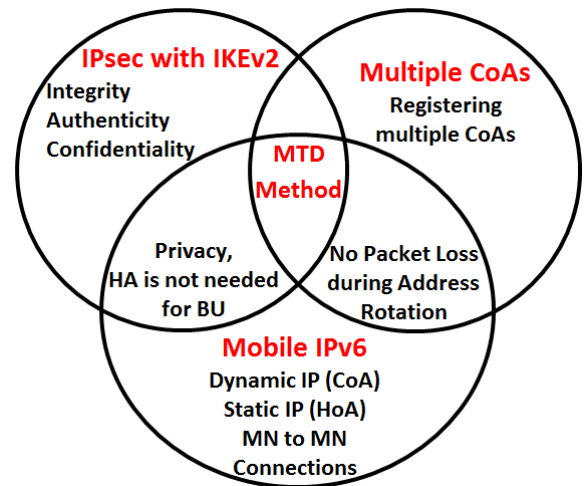 IPsec with IKEv2
Integrity
Authenticity
Confidentiality
Multiple CoAs
Registering
multiple CoAs
MTD
Method
Privacy,
HA is not needed
for BU
No Packet Loss
during Address
Rotation
Mobile IPv6
Dynamic IP (CoA)
Static IP (HoA)
MN to MN
Connections